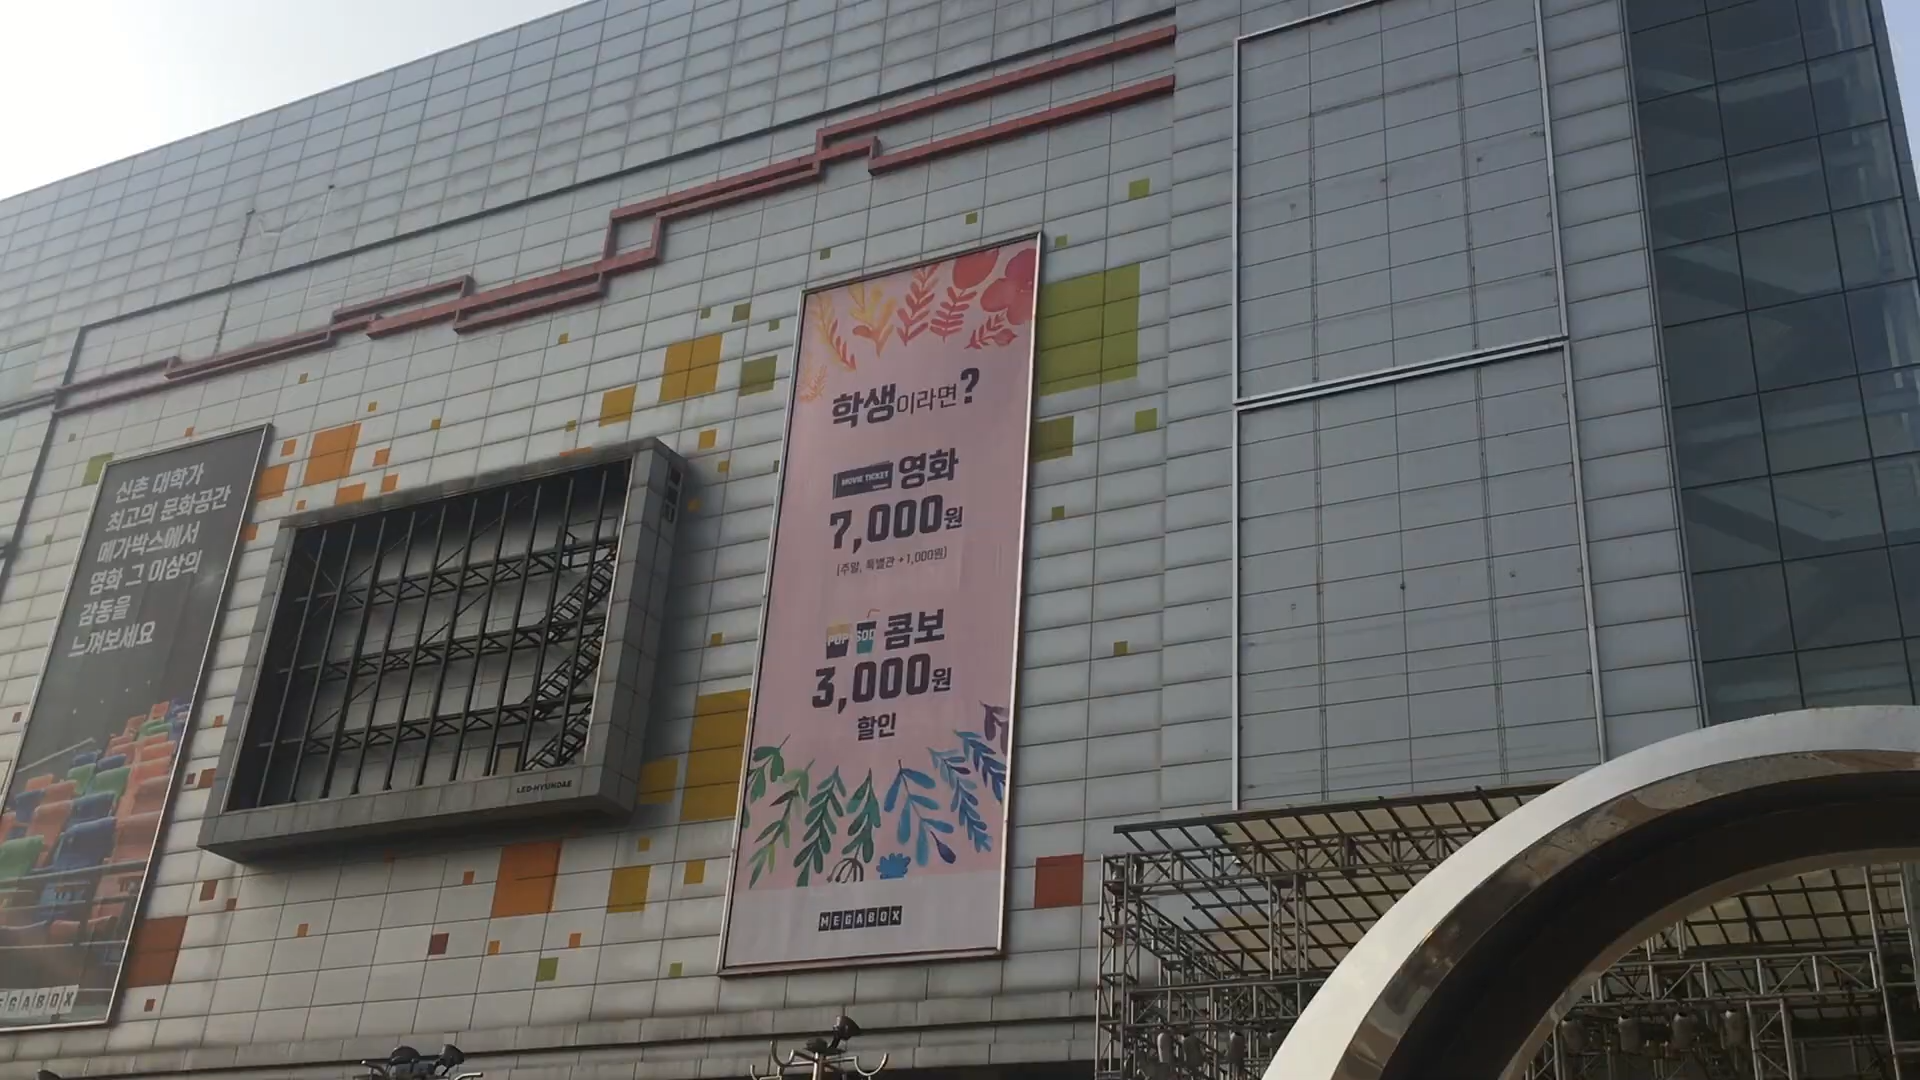 신촌 대학가
최고의 문화공간
메가박스에서
영화 그 이상의
감동을
느껴보세요
EGABOX
LED-HYUNDAE
학생이라면?
MOVIE TICKET 영화
7,000원
(주말, 특별관 +1,000원)
POP SOD 콤보
3,000원
할인
MEGABOX